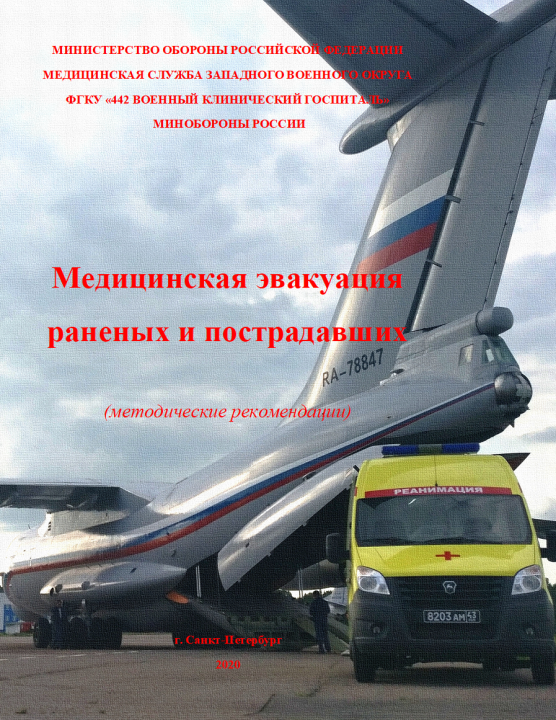 МИНИСТЕРСТВО ОБОРОНЫ РОССИЙСКОЙ ФЕДЕРАЦИИ
МЕДИЦИНСКАЯ СЛУЖБА ЗАПАДНОГО ВОЕННОГО ОКРУГА
ФГКУ «442 ВОЕННЫЙ КЛИНИЧЕСКИЙ ГОСПИТАЛЬ»
МИНОБОРОНЫ РОССИИ
Медицинская эвакуация
раненых и пострадавших
RA-78847
(методические рекомендации)
РЕАНИМАЦИЯ
8203 АМ 43
г. Санкт-Петербург
2020